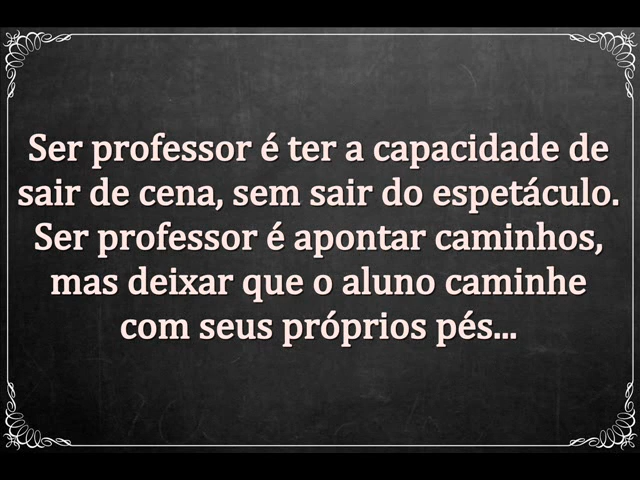 Ser professor é ter a capacidade de
sair de cena, sem sair do espetáculo.
Ser professor é apontar caminhos,
mas deixar que o aluno caminhe
com seus próprios pés...